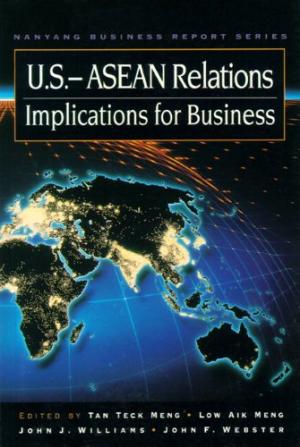 NANYANG BUSINESS REPORT SERIES
U.S.–ASEAN Relations
Implications for Business
EDITED BY TAN TECK MENG • LOW AIK MENG
JOHN J. WILLIAMS • JOHN F. WEBSTER